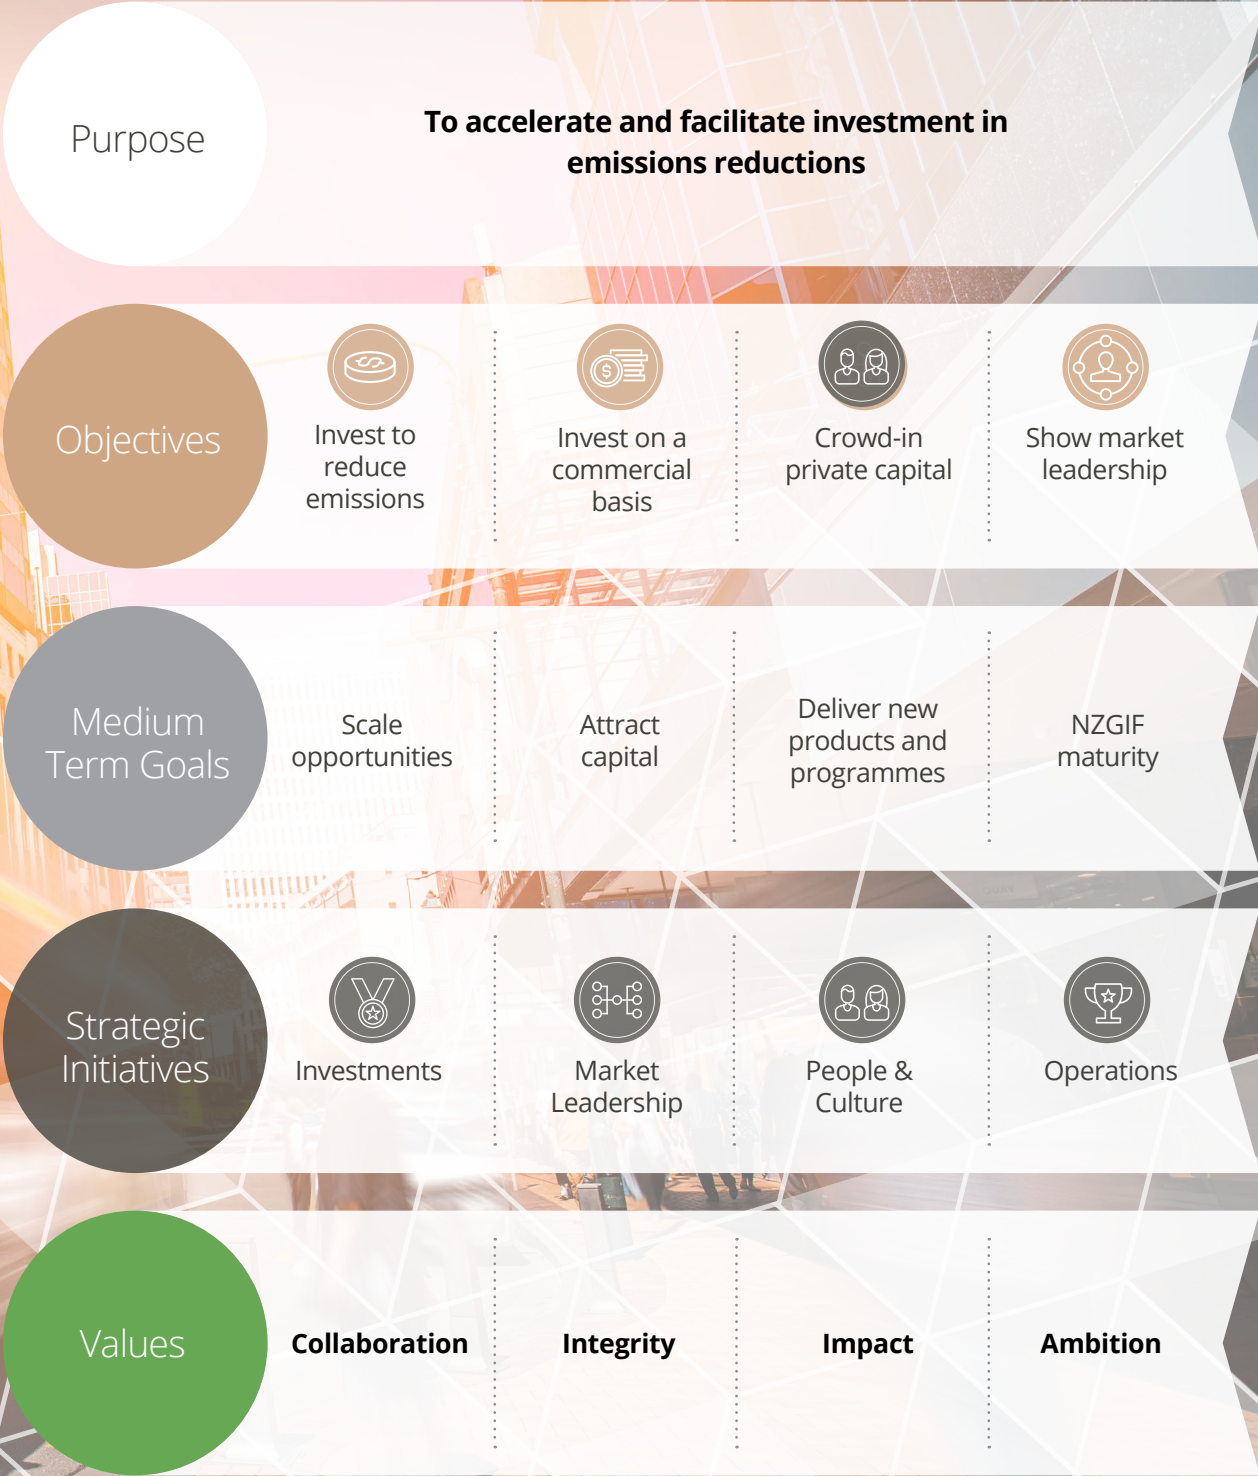 Purpose
To accelerate and facilitate investment in
emissions reductions
Objectives
Invest to
reduce
emissions
Invest on a
commercial
basis
Crowd-in
private capital
Show market
leadership
Medium
Term Goals
Scale
opportunities
Attract
capital
Deliver new
products and
programmes
NZGIF
maturity
Strategic
Initiatives
Investments
Market
Leadership
People &
Culture
Operations
Values
Collaboration
Integrity
Impact
Ambition